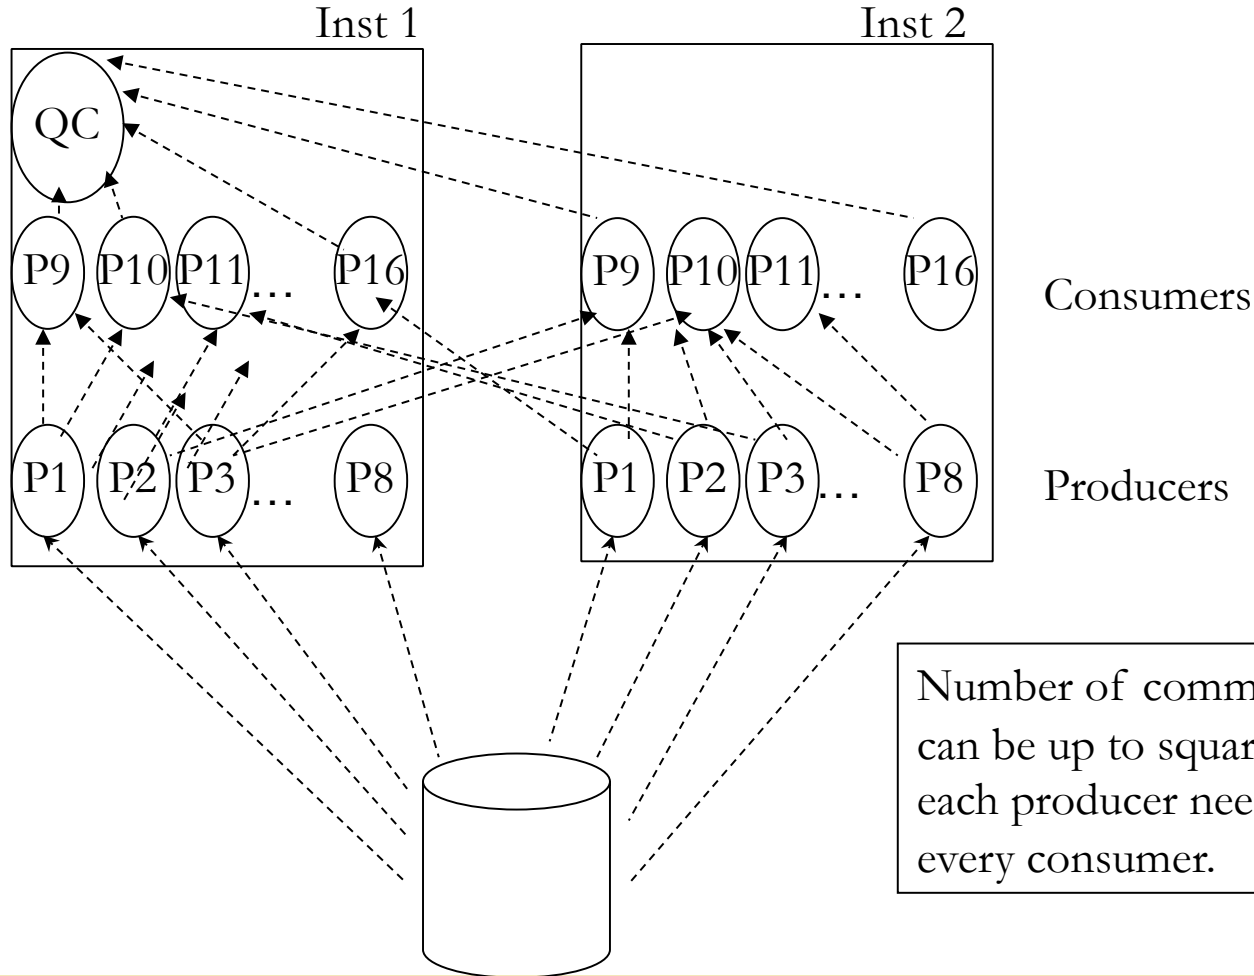 Inst 1 Inst 2
QC
P9 P10 P11 ... P16 P9 P10 P11 ... P16
Consumers
P1 P2 P3 ... P8 P1 P2 P3 ... P8
Producers
Number of comm
can be up to squar
each producer nee
every consumer.